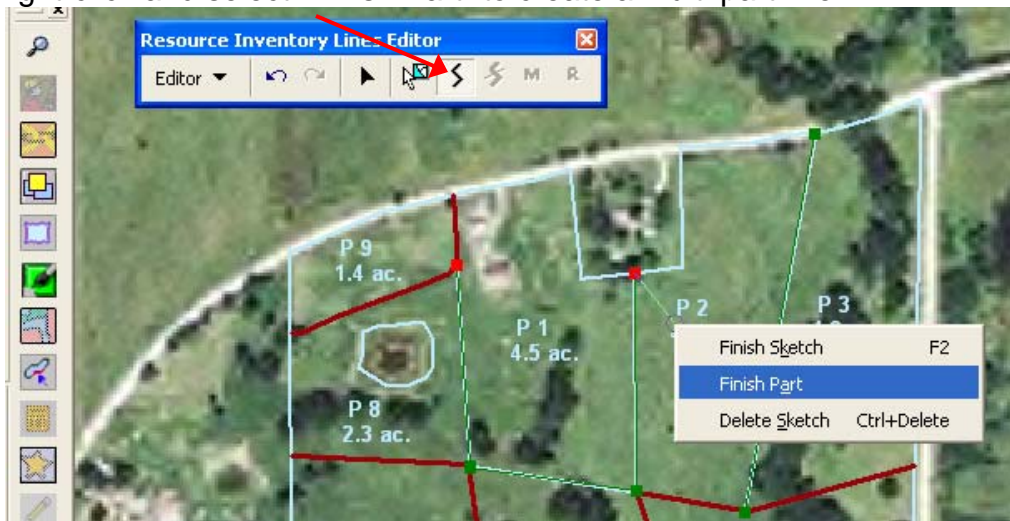 Resource Inventory Lines Editor
Editor
M
R
P 9
1.4 ac.
P 1
4.5 ac.
P 2
P 3
P 8
2.3 ac.
Finish Sketch F2
Finish Part
Delete Sketch Ctrl+Delete